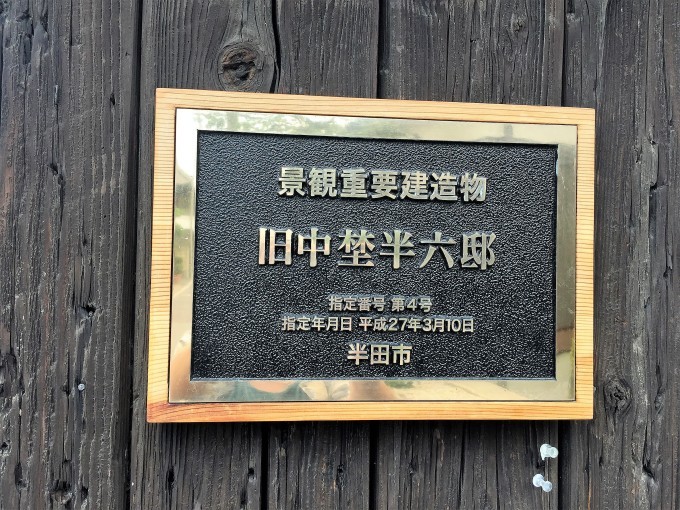 景観重要建造物
旧中埜半六邸
指定番号 第4号
指定年月日 平成27年3月10日
半田市